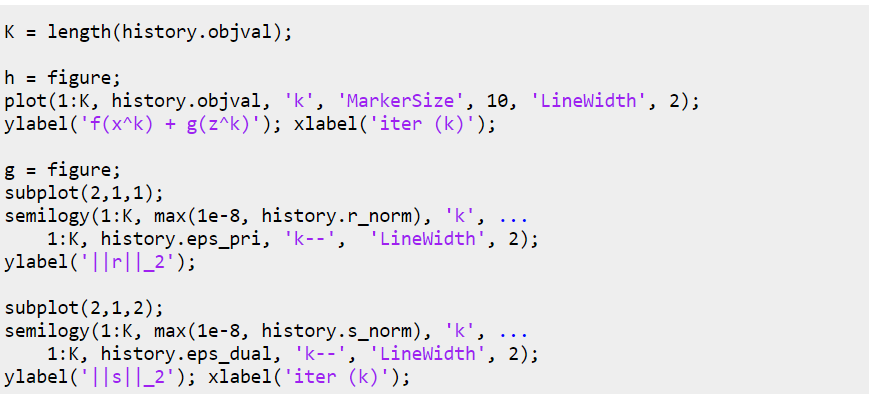 K = length(history.objval);
h = figure;
plot(1:K, history.objval, 'k', 'MarkerSize', 10, 'LineWidth', 2);
ylabel('f(x^k) + g(z^k)'); xlabel('iter (k)');
g = figure;
subplot(2,1,1);
semilogy(1:K, max(1e-8, history.r_norm), 'k', ...
    1:K, history.eps_pri, 'k--',  'LineWidth', 2);
ylabel('||r||_2');
subplot(2,1,2);
semilogy(1:K, max(1e-8, history.s_norm), 'k', ...
    1:K, history.eps_dual, 'k--', 'LineWidth', 2);
ylabel('||s||_2'); xlabel('iter (k)');